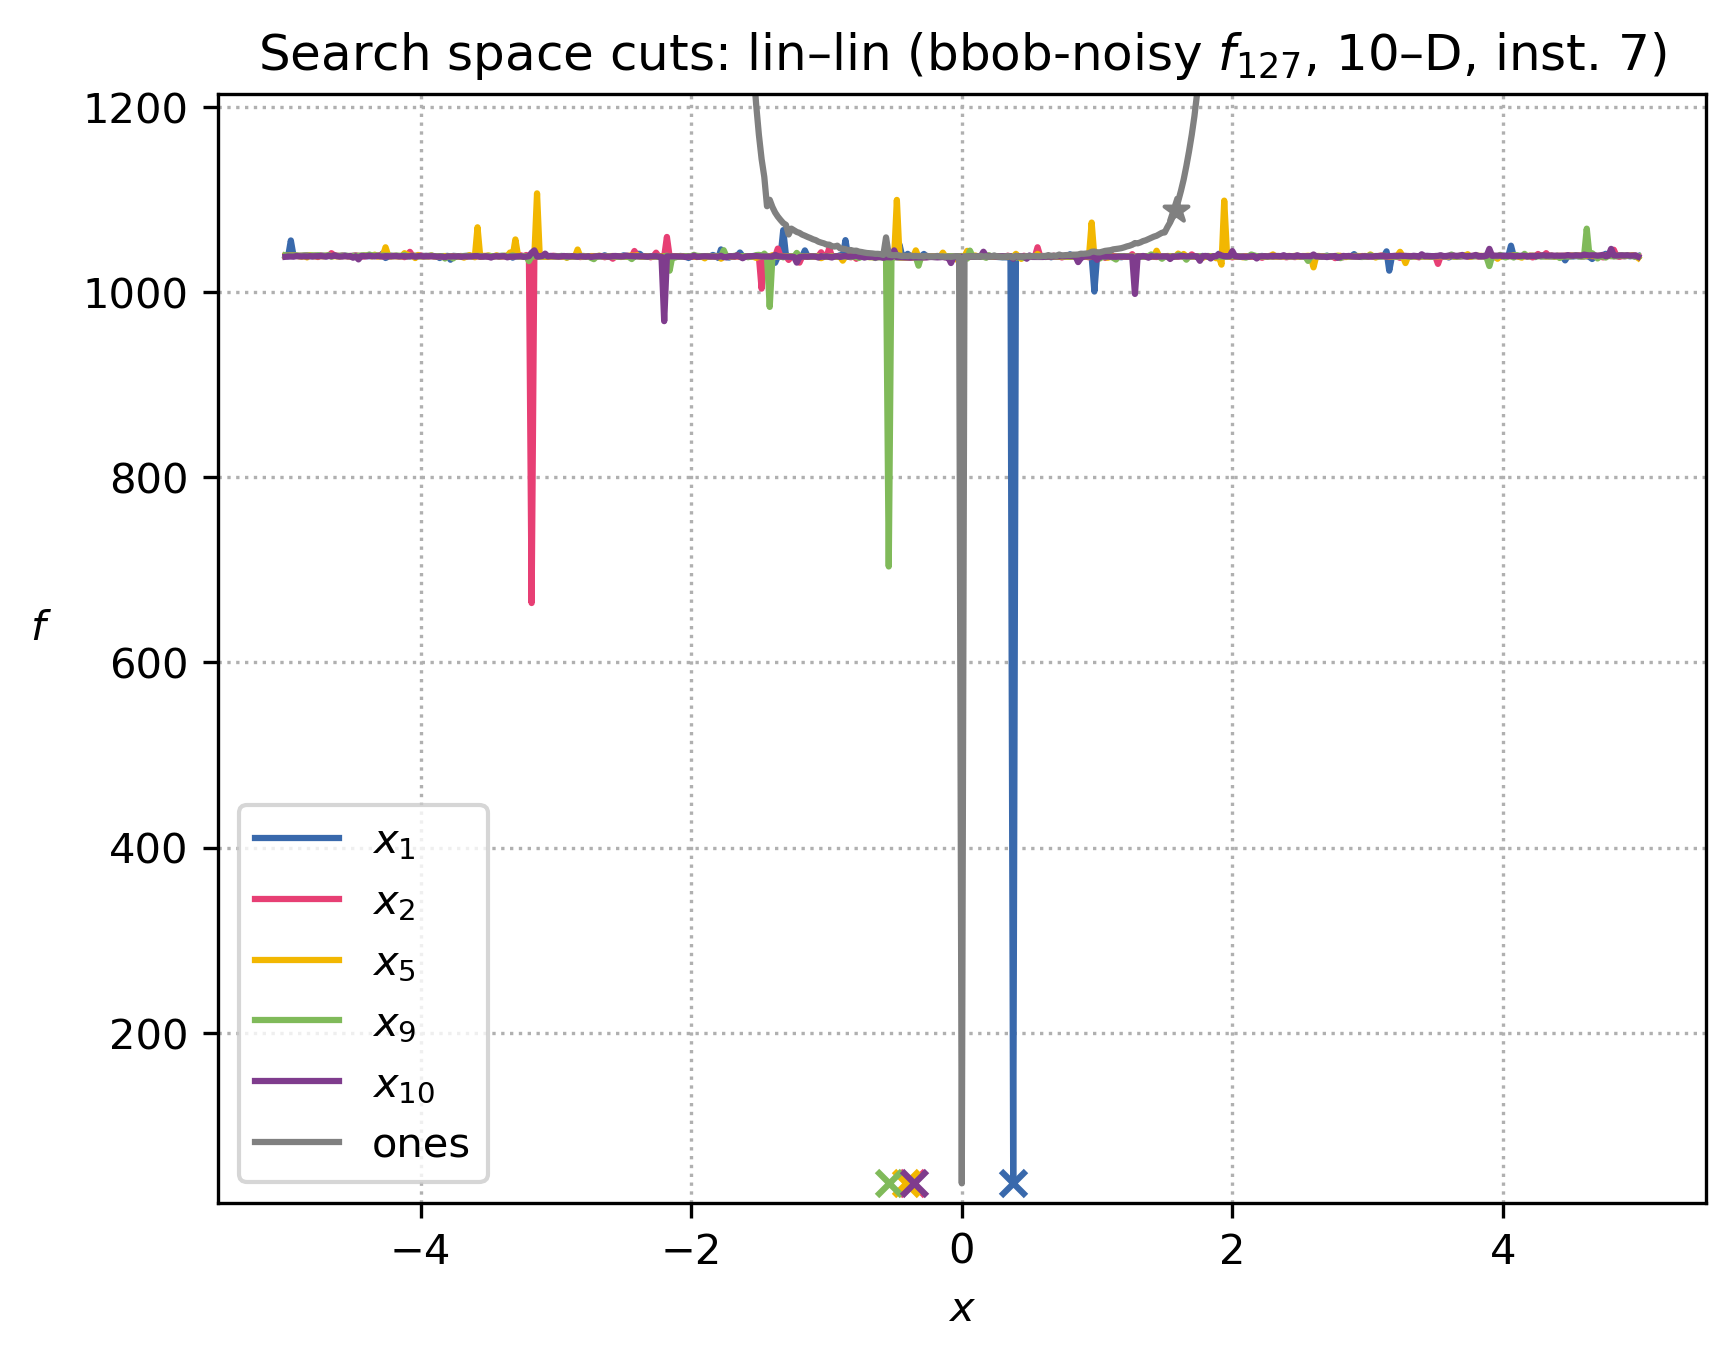 Search space cuts: lin–lin (bbob-noisy f₁₂₇, 10–D, inst. 7)
1200
1000
800
600
400
200
f
x₁
x₂
x₅
x₉
x₁₀
ones
−4 −2 0 2 4
x